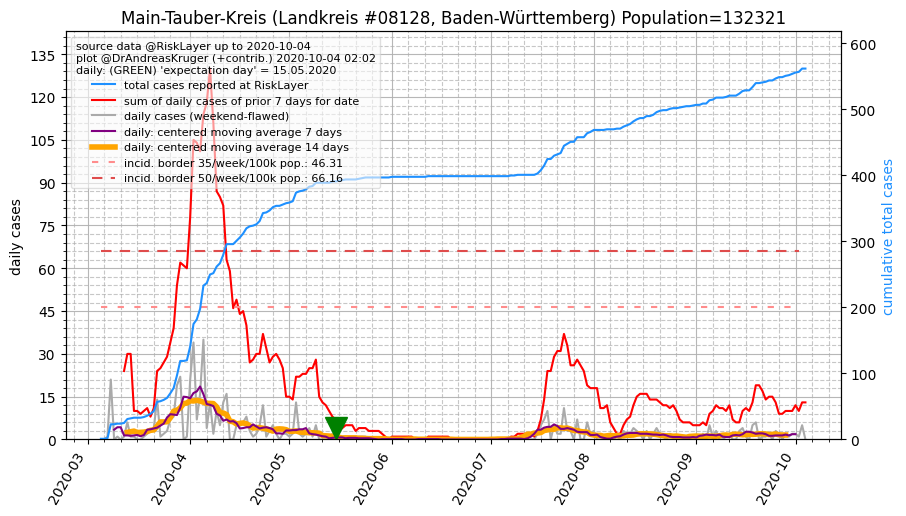 Main-Tauber-Kreis (Landkreis #08128, Baden-Württemberg) Population=132321
source data @RiskLayer up to 2020-10-04
plot @DrAndreasKruger (+contrib.) 2020-10-04 02:02
daily: (GREEN) 'expectation day' = 15.05.2020
total cases reported at RiskLayer
sum of daily cases of prior 7 days for date
daily cases (weekend-flawed)
daily: centered moving average 7 days
daily: centered moving average 14 days
incid. border 35/week/100k pop.: 46.31
incid. border 50/week/100k pop.: 66.16
daily cases
135
120
105
90
75
60
45
30
15
0
cumulative total cases
600
500
400
300
200
100
0
2020-03
2020-04
2020-05
2020-06
2020-07
2020-08
2020-09
2020-10